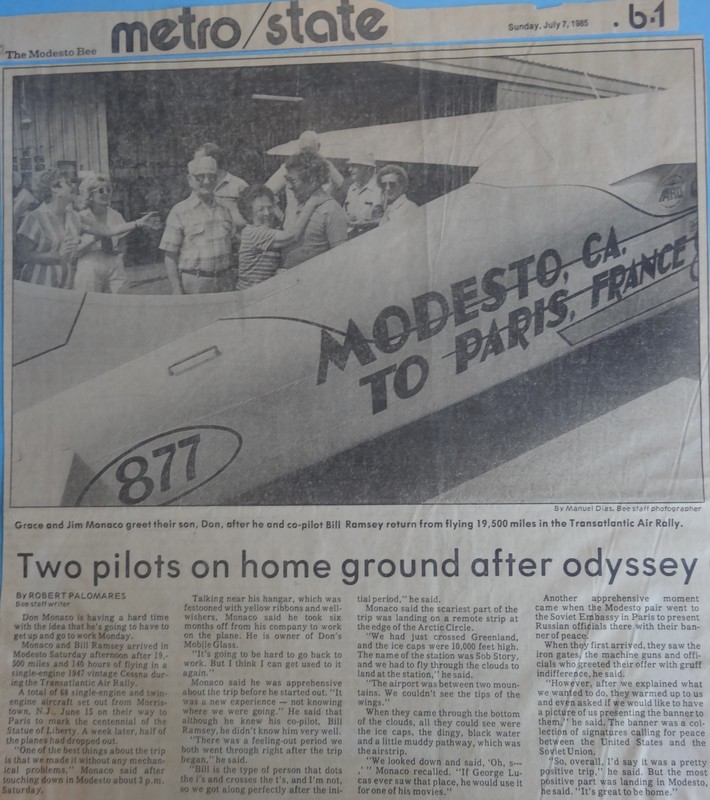 The Modesto Bee
metro/state
Sunday, July 7, 1985
b-1
MODESTO, CA.
TO PARIS, FRANCE
877
By Manuel Dias, Bee staff photographer
Grace and Jim Monaco greet their son, Don, after he and co-pilot Bill Ramsey return from flying 19,500 miles in the Transatlantic Air Rally.
Two pilots on home ground after odyssey
By ROBERT PALOMARES
Bee staff writer
Don Monaco is having a hard time
with the idea that he's going to have to
get up and go to work Monday.
Monaco and Bill Ramsey arrived in
Modesto Saturday afternoon after 19,-
500 miles and 140 hours of flying in a
single-engine 1947 vintage Cessna dur-
ing the Transatlantic Air Rally.
A total of 68 single-engine and twin-
engine aircraft set out from Morris-
town, N.J., June 15 on their way to
Paris to mark the centennial of the
Statue of Liberty. A week later, half of
the planes had dropped out.
"One of the best things about the trip
is that we made it without any mechan-
ical problems," Monaco said after
touching down in Modesto about 3 p.m.
Saturday.
Talking near his hangar, which was
festooned with yellow ribbons and well-
wishers, Monaco said he took six
months off from his company to work
on the plane. He is owner of Don's
Mobile Glass.
"It's going to be hard to go back to
work. But I think I can get used to it
again."
Monaco said he was apprehensive
about the trip before he started out. "It
was a new experience — not knowing
where we were going." He said that
although he knew his co-pilot, Bill
Ramsey, he didn't know him very well.
"There was a feeling-out period we
both went through right after the trip
began," he said.
"Bill is the type of person that dots
the i's and crosses the t's, and I'm not,
so we got along perfectly after the ini-
tial period," he said.
Monaco said the scariest part of the
trip was landing on a remote strip at
the edge of the Arctic Circle.
"We had just crossed Greenland,
and the ice caps were 10,000 feet high.
The name of the station was Sob Story,
and we had to fly through the clouds to
land at the station," he said.
"The airport was between two moun-
tains. We couldn't see the tips of the
wings."
When they came through the bottom
of the clouds, all they could see were
the ice caps, the dingy, black water
and a little muddy pathway, which was
the airstrip.
"We looked down and said, 'Oh, s—-
,' " Monaco recalled. "If George Lu-
cas ever saw that place, he would use it
for one of his movies."
Another apprehensive moment
came when the Modesto pair went to
the Soviet Embassy in Paris to present
Russian officials there with their ban-
ner of peace.
When they first arrived, they saw the
iron gates, the machine guns and offi-
cials who greeted their offer with gruff
indifference, he said.
"However, after we explained what
we wanted to do, they warmed up to us
and even asked if we would like to have
a picture of us presenting the banner to
them," he said. The banner was a col-
lection of signatures calling for peace
between the United States and the
Soviet Union.
"So, overall, I'd say it was a pretty
positive trip," he said. But the most
positive part was landing in Modesto,
he said. "It's great to be home."